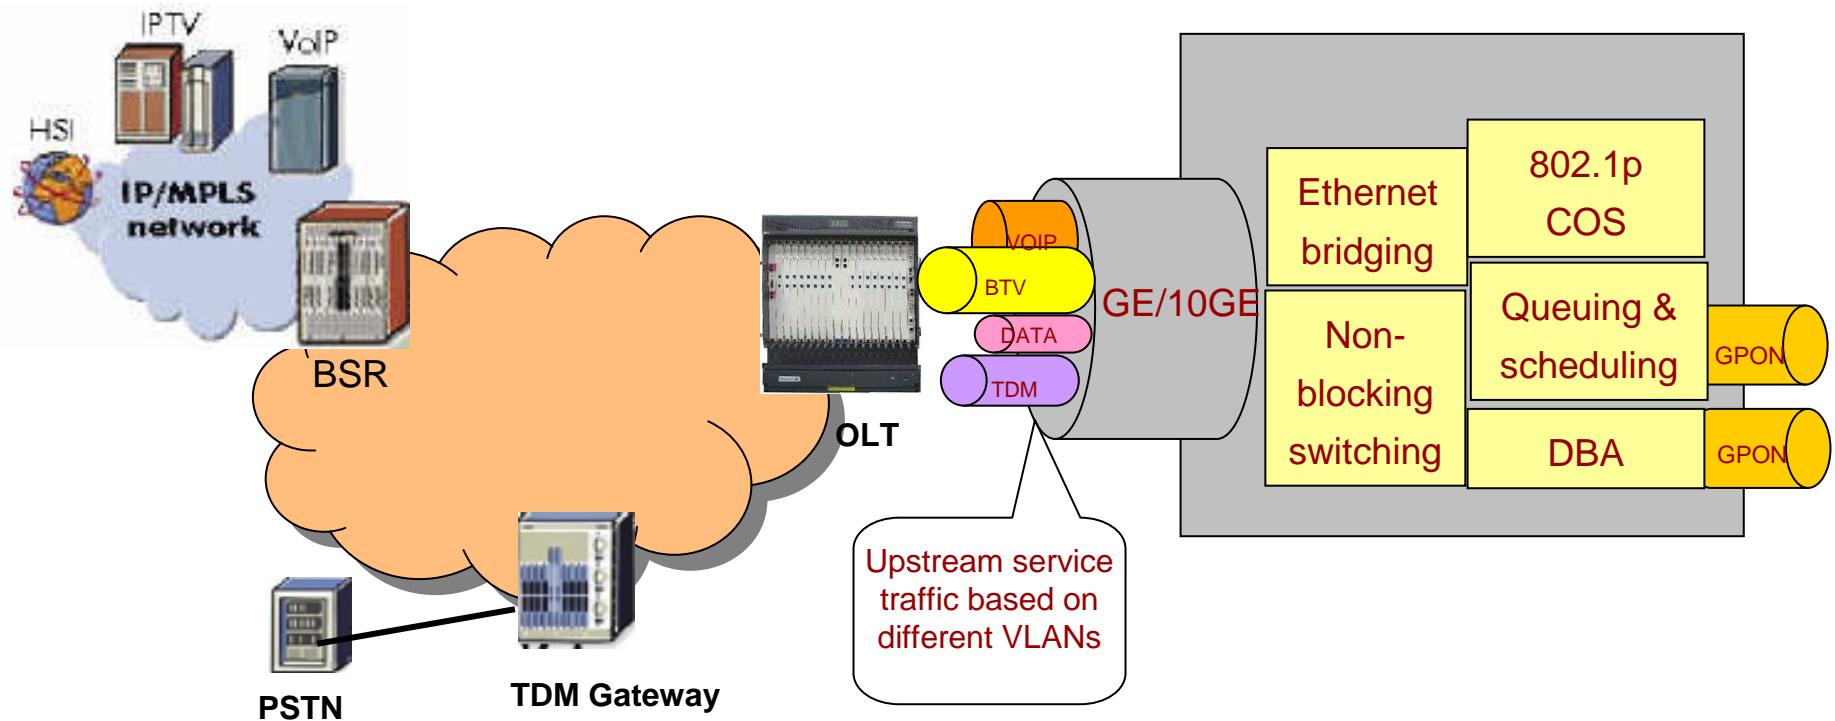 IPTV
VoIP
HSI
IP/MPLS
network
BSR
OLT
PSTN
TDM Gateway
VOIP
BTV
DATA
TDM
GE/10GE
Upstream service
traffic based on
different VLANs
Ethernet
bridging
802.1p
COS
Non-
blocking
switching
Queuing &
scheduling
DBA
GPON
GPON